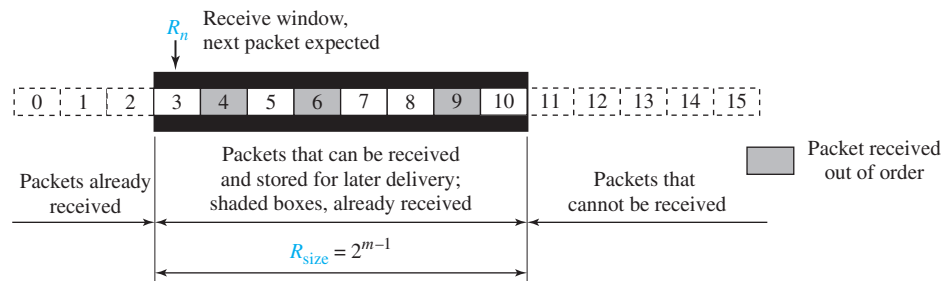 Rn Receive window,
next packet expected
0 1 2 3 4 5 6 7 8 9 10 11 12 13 14 15
Packets already
received
Packets that can be received
and stored for later delivery;
shaded boxes, already received
Packets that
cannot be received
Packet received
out of order
Rsize = 2^m–1